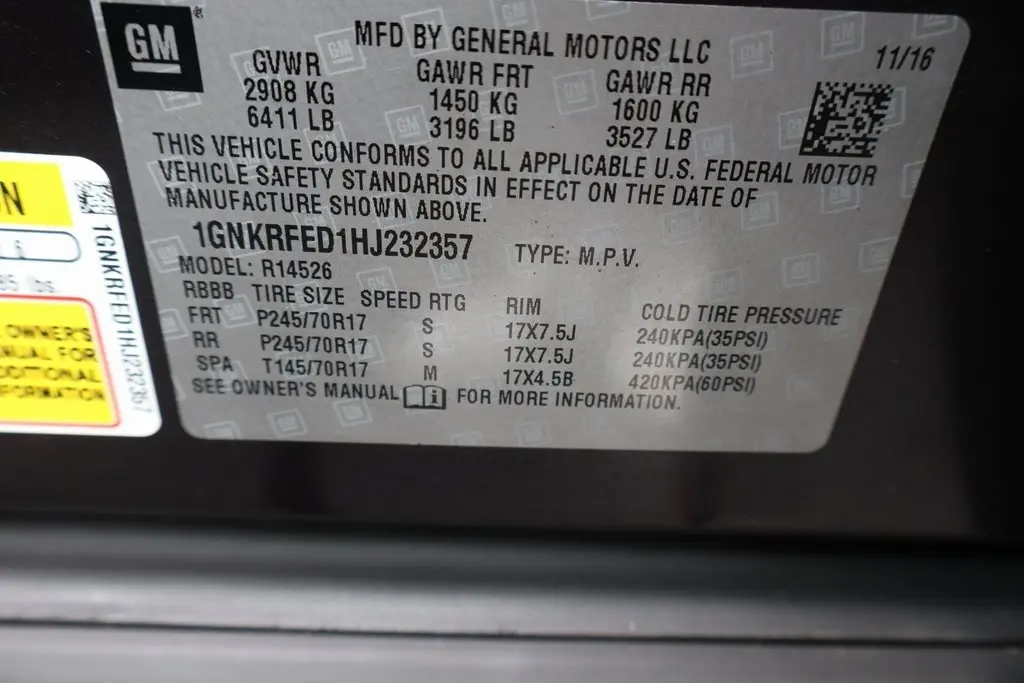 GM
MFD BY GENERAL MOTORS LLC
11/16
GVWR GAWR FRT GAWR RR
2908 KG 1450 KG 1600 KG
6411 LB 3196 LB 3527 LB
THIS VEHICLE CONFORMS TO ALL APPLICABLE U.S. FEDERAL MOTOR
VEHICLE SAFETY STANDARDS IN EFFECT ON THE DATE OF
MANUFACTURE SHOWN ABOVE.
1GNKRFED1HJ232357 TYPE: M.P.V.
MODEL: R14526
RBBB TIRE SIZE SPEED RTG RIM COLD TIRE PRESSURE
FRT P245/70R17 S 17X7.5J 240KPA(35PSI)
RR P245/70R17 S 17X7.5J 240KPA(35PSI)
SPA T145/70R17 M 17X4.5B 420KPA(60PSI)
SEE OWNER'S MANUAL FOR MORE INFORMATION.
1GNKRFED1HJ232357
lbs.
OWNER'S
FOR